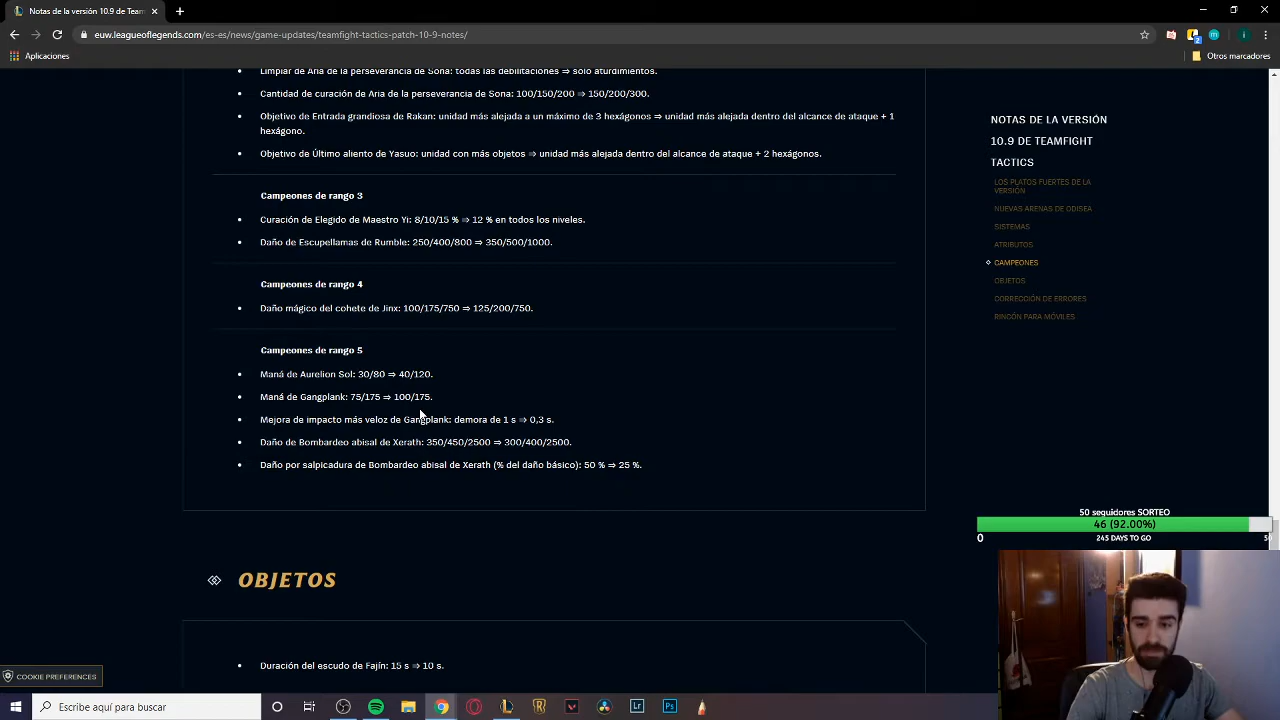 Notas de la versión 10.9 de Team
euw.leagueoflegends.com/es-es/news/game-updates/teamfight-tactics-patch-10-9-notes/
Aplicaciones
Otros marcadores
Limpiar de Aria de la perseverancia de Sona: todas las debilitaciones ⇒ solo aturdimientos.
Cantidad de curación de Aria de la perseverancia de Sona: 100/150/200 ⇒ 150/200/300.
Objetivo de Entrada grandiosa de Rakan: unidad más alejada a un máximo de 3 hexágonos ⇒ unidad más alejada dentro del alcance de ataque + 1
hexágono.
Objetivo de Último aliento de Yasuo: unidad con más objetos ⇒ unidad más alejada dentro del alcance de ataque + 2 hexágonos.
Campeones de rango 3
Curación de Elegido de Maestro Yi: 8/10/15 % ⇒ 12 % en todos los niveles.
Daño de Escupellamas de Rumble: 250/400/800 ⇒ 350/500/1000.
Campeones de rango 4
Daño mágico del cohete de Jinx: 100/175/750 ⇒ 125/200/750.
Campeones de rango 5
Maná de Aurelion Sol: 30/80 ⇒ 40/120.
Maná de Gangplank: 75/175 ⇒ 100/175.
Mejora de impacto más veloz de Gangplank: demora de 1 s ⇒ 0,3 s.
Daño de Bombardeo abisal de Xerath: 350/450/2500 ⇒ 300/400/2500.
Daño por salpicadura de Bombardeo abisal de Xerath (% del daño básico): 50 % ⇒ 25 %.
OBJETOS
Duración del escudo de Fajín: 15 s ⇒ 10 s.
NOTAS DE LA VERSIÓN
10.9 DE TEAMFIGHT
TACTICS
LOS PLATOS FUERTES DE LA
VERSIÓN
NUEVAS ARENAS DE ODISEA
SISTEMAS
ATRIBUTOS
CAMPEONES
OBJETOS
CORRECCIÓN DE ERRORES
RINCÓN PARA MÓVILES
50 seguidores SORTEO
46 (92.00%)
0
245 DAYS TO GO
50
COOKIE PREFERENCES
Escribe aquí para buscar
Lr
Ps